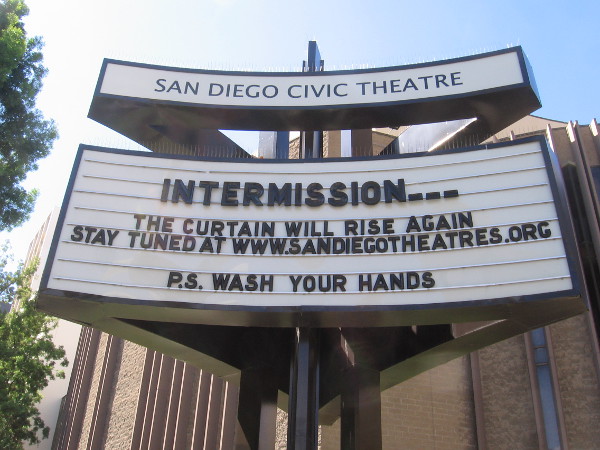 SAN DIEGO CIVIC THEATRE
INTERMISSION---
THE CURTAIN WILL RISE AGAIN
STAY TUNED AT WWW.SANDIEGOTHEATRES.ORG
P.S. WASH YOUR HANDS